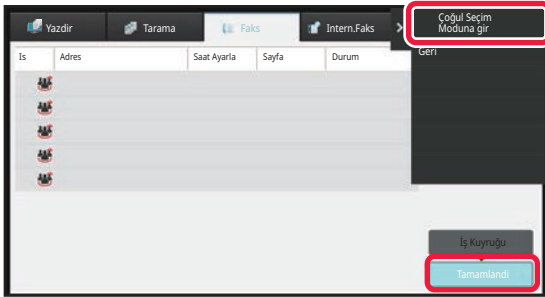 Yazdir
Tarama
Faks
Intern.Faks
Çoğul Seçim
Moduna gir
Is
Adres
Saat Ayarla
Sayfa
Durum
Geri
İş Kuyruğu
Tamamlandi